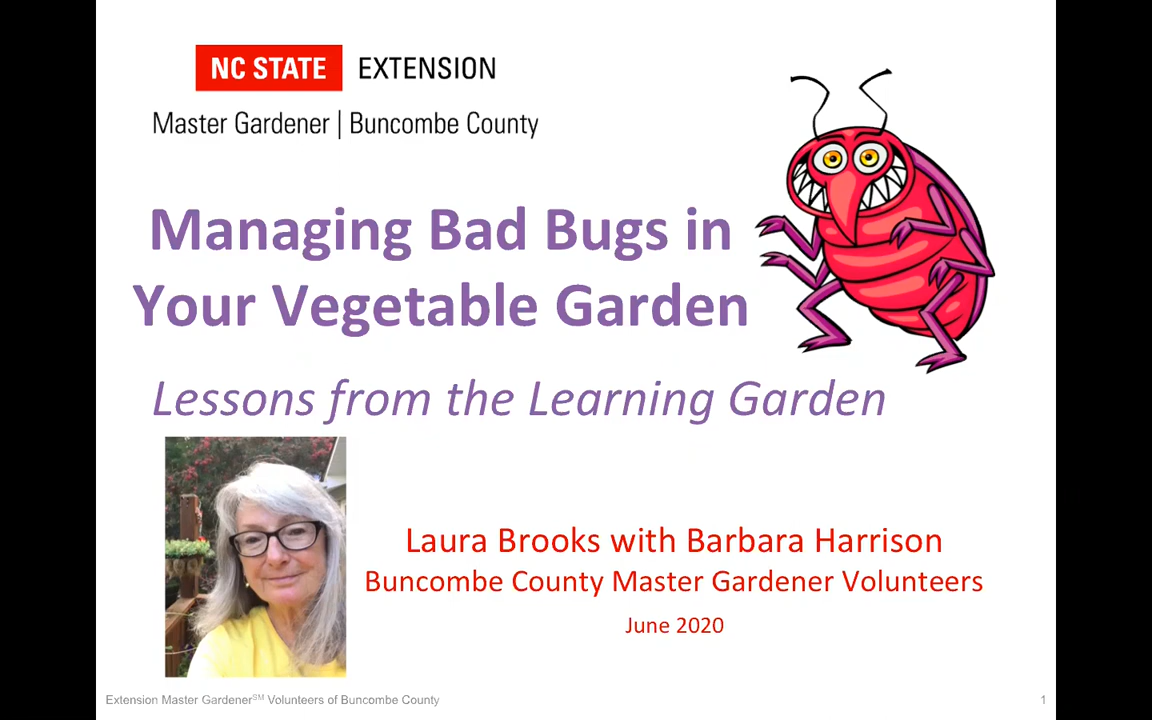 NC STATE EXTENSION
Master Gardener | Buncombe County
Managing Bad Bugs in
Your Vegetable Garden
Lessons from the Learning Garden
Laura Brooks with Barbara Harrison
Buncombe County Master Gardener Volunteers
June 2020
Extension Master Gardener℠ Volunteers of Buncombe County
1